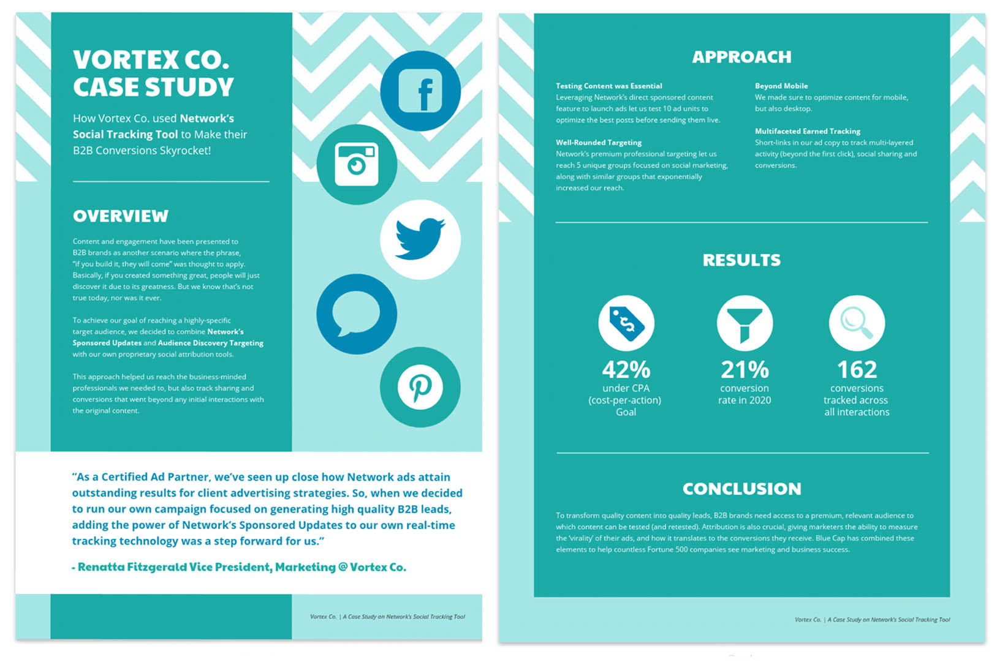 VORTEX CO.
CASE STUDY
How Vortex Co. used Network's
Social Tracking Tool to Make their
B2B Conversions Skyrocket!
OVERVIEW
Content and engagement have been presented to
B2B brands as another scenario where the phrase,
"if you build it, they will come" was thought to apply.
Basically, if you created something great, people will just
discover it due to its greatness. But we know that's not
true today, nor was it ever.
To achieve our goal of reaching a highly-specific
target audience, we decided to combine Network's
Sponsored Updates and Audience Discovery Targeting
with our own proprietary social attribution tools.
This approach helped us reach the business-minded
professionals we needed to, but also track sharing and
conversions that went beyond any initial interactions with
the original content.
"As a Certified Ad Partner, we've seen up close how Network ads attain
outstanding results for client advertising strategies. So, when we decided
to run our own campaign focused on generating high quality B2B leads,
adding the power of Network's Sponsored Updates to our own real-time
tracking technology was a step forward for us."
- Renatta Fitzgerald Vice President, Marketing @ Vortex Co.
Vortex Co. | A Case Study on Network's Social Tracking Tool
APPROACH
Testing Content was Essential
Leveraging Network's direct sponsored content
feature to launch ads let us test 10 ad units to
optimize the best posts before sending them live.
Well-Rounded Targeting
Network's premium professional targeting let us
reach 5 unique groups focused on social marketing,
along with similar groups that exponentially
increased our reach.
Beyond Mobile
We made sure to optimize content for mobile,
but also desktop.
Multifaceted Earned Tracking
Short-links in our ad copy to track multi-layered
activity (beyond the first click), social sharing and
conversions.
RESULTS
42%
under CPA
(cost-per-action)
Goal
21%
conversion
rate in 2020
162
conversions
tracked across
all interactions
CONCLUSION
To transform quality content into quality leads, B2B brands need access to a premium, relevant audience to
which content can be tested (and retested). Attribution is also crucial, giving marketers the ability to measure
the 'virality' of their ads, and how it translates to the conversions they receive. Blue Cap has combined these
elements to help countless Fortune 500 companies see marketing and business success.
Vortex Co. | A Case Study on Network's Social Tracking Tool